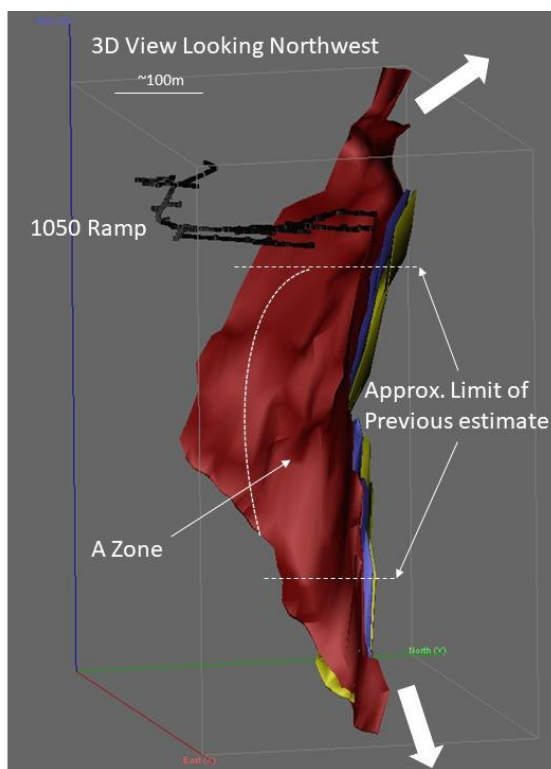 3D View Looking Northwest
~100m
1050 Ramp
Approx. Limit of
Previous estimate
A Zone
North (Y)